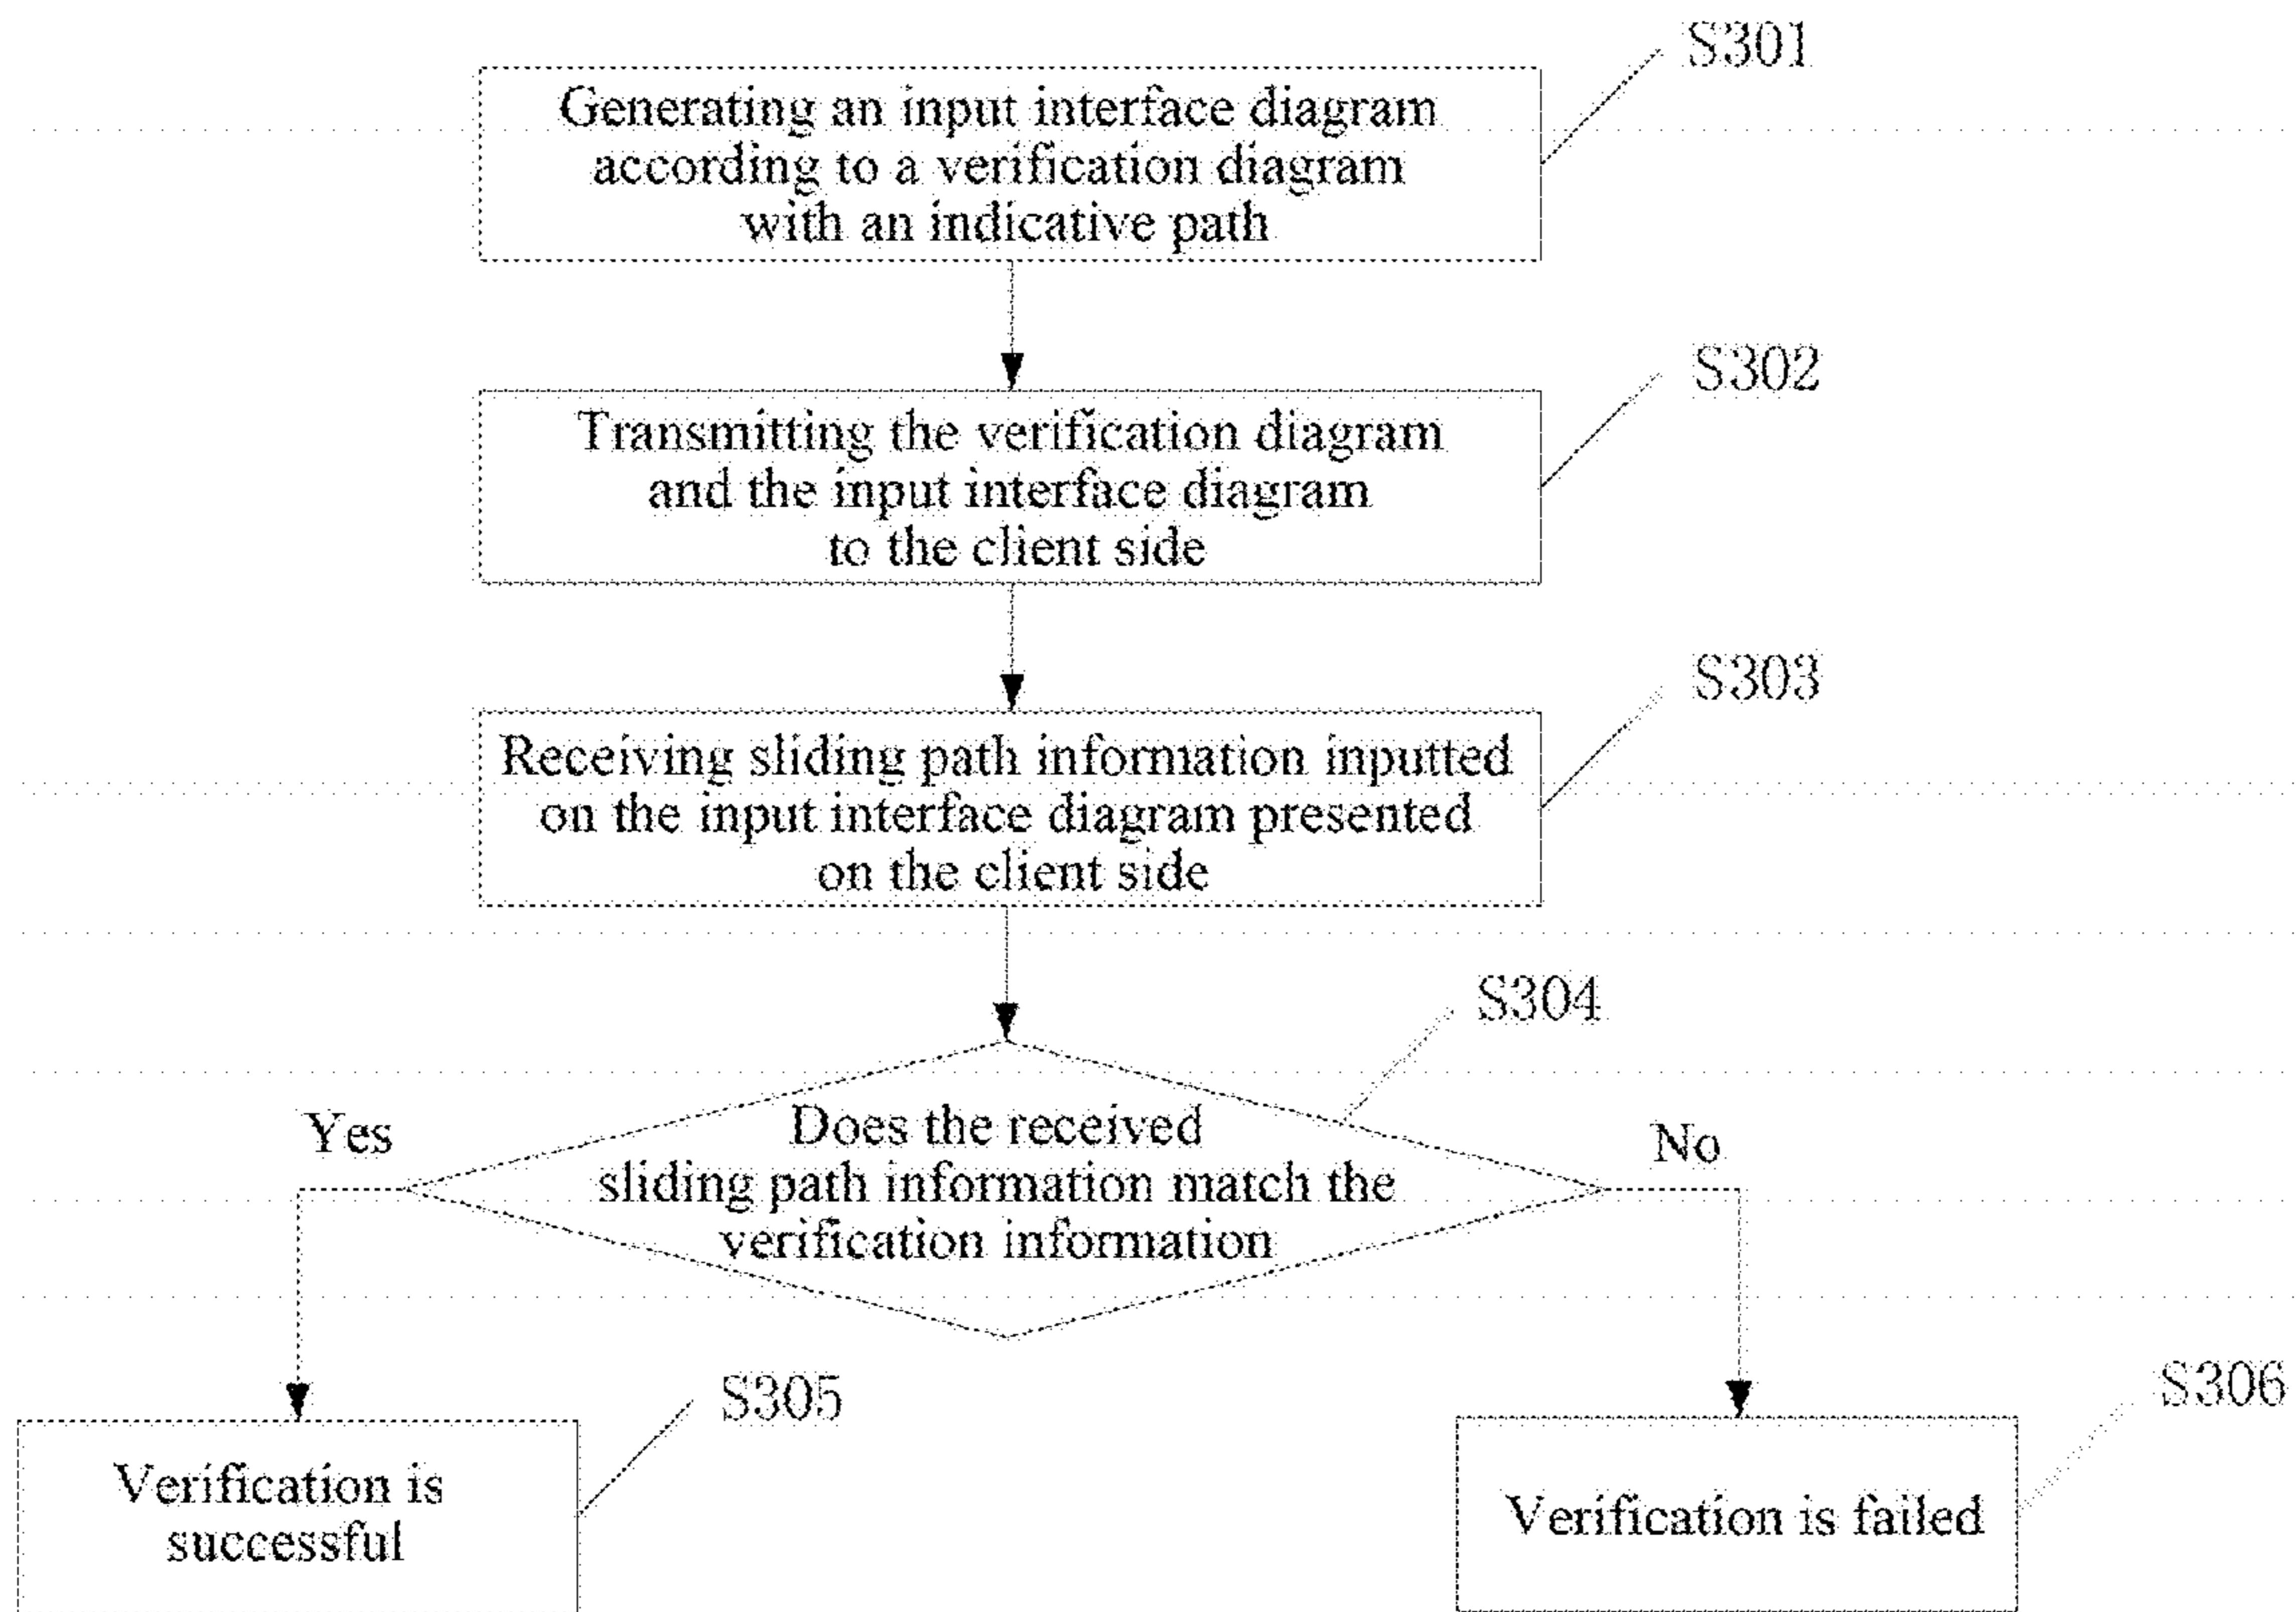 S301
Generating an input interface diagram
according to a verification diagram
with an indicative path
S302
Transmitting the verification diagram
and the input interface diagram
to the client side
S303
Receiving sliding path information inputted
on the input interface diagram presented
on the client side
S304
Yes
Does the received
sliding path information match the
verification information
No
S305
Verification is
successful
S306
Verification is failed